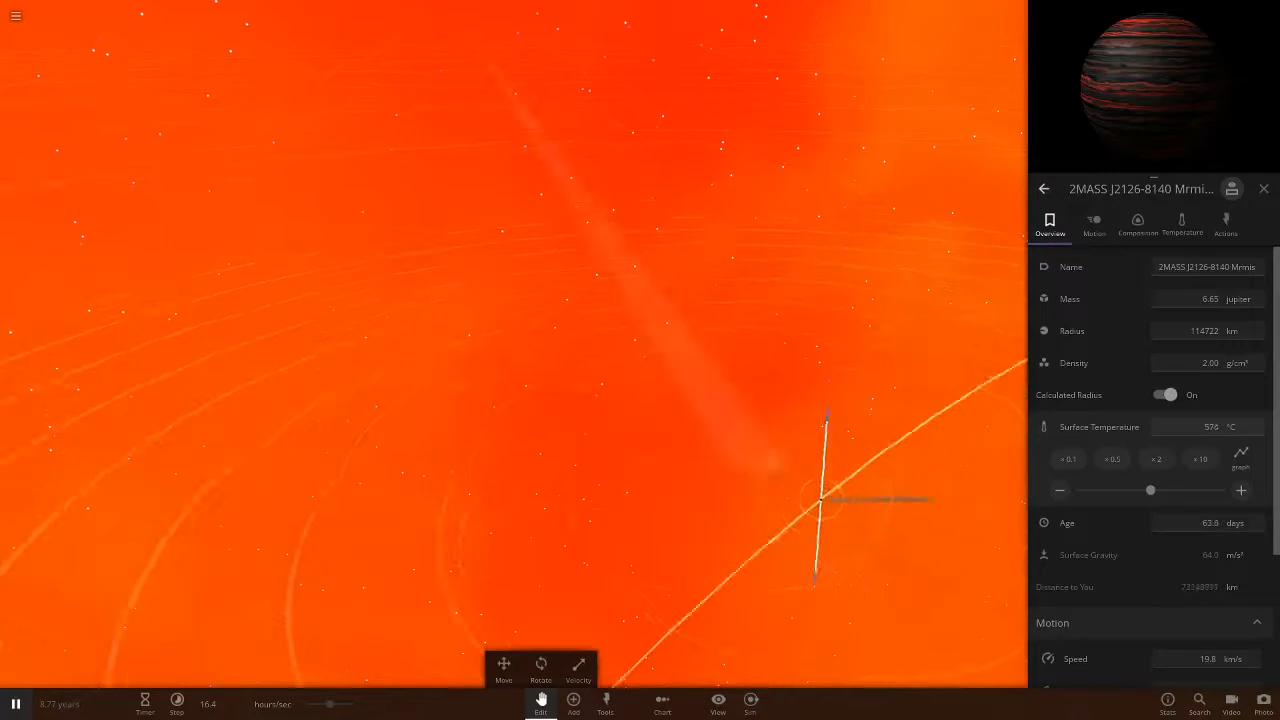 2MASS J2126-8140 Mrmi...
Overview
Motion
Composition
Temperature
Actions
Name 2MASS J2126-8140 Mrmis
Mass 6.65 jupiter
Radius 114722 km
Density 2.00 g/cm³
Calculated Radius On
Surface Temperature 576 °C
× 0.1 × 0.5 × 2 × 10 graph
Age 63.8 days
Surface Gravity 64.0 m/s²
Distance to You km
Motion
Speed 19.8 km/s
Move Rotate Velocity
8.77 years Timer Step 16.4 hours/sec Edit Add Tools Chart View Sim Stats Search Video Photo